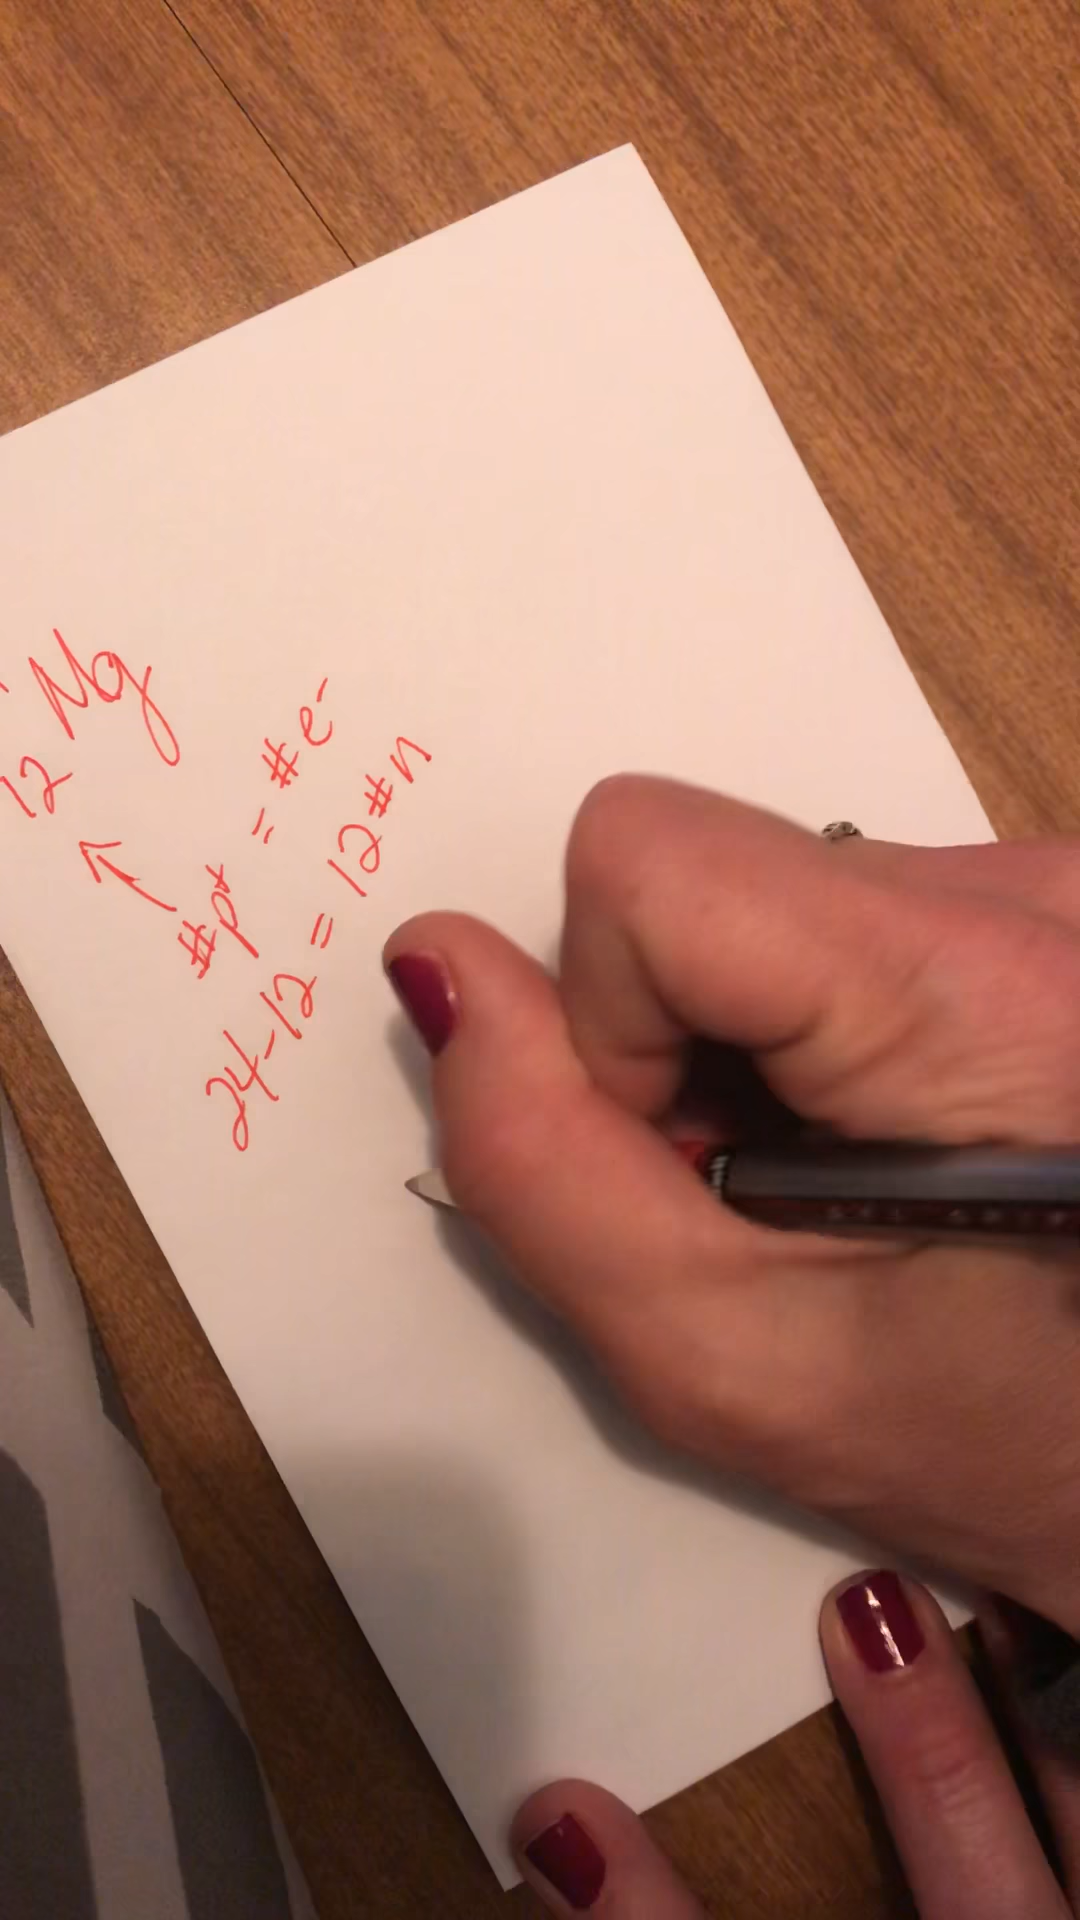 Mg
12
#p+ = #e-
24-12 = 12 #n